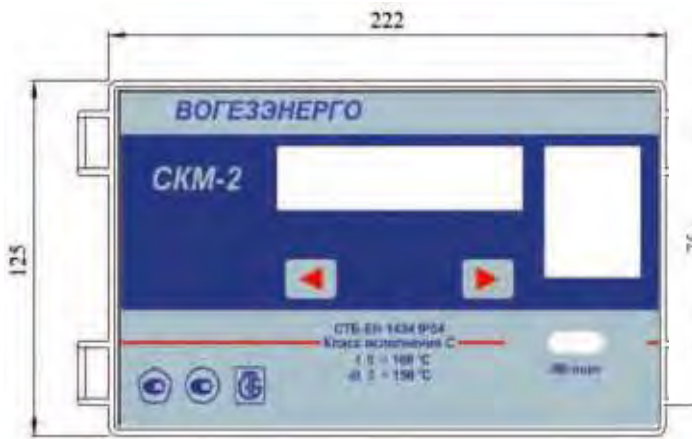 222
ВОГЕЗЭНЕРГО
СКМ-2
125
СТБ ЕН 1434 IP54
Класс исполнения С